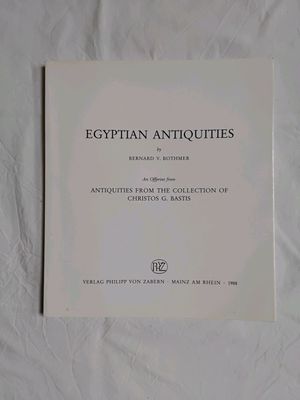 EGYPTIAN ANTIQUITIES
by
BERNARD V. BOTHMER
An Offprint from
ANTIQUITIES FROM THE COLLECTION OF
CHRISTOS G. BASTIS
PvZ
VERLAG PHILIPP VON ZABERN · MAINZ AM RHEIN · 1988